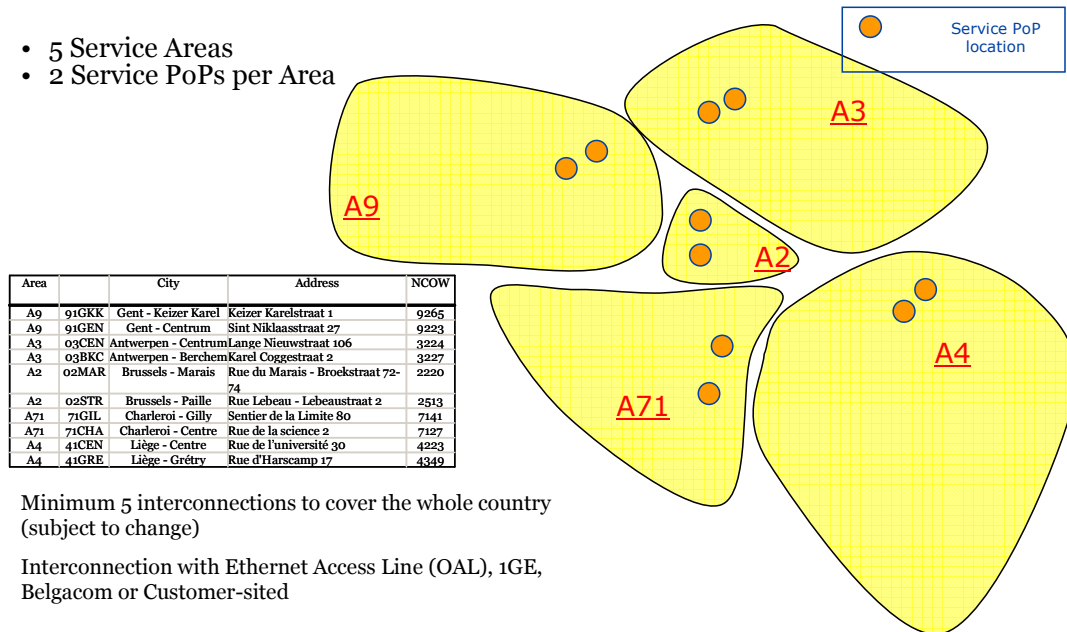 • 5 Service Areas
• 2 Service PoPs per Area
Service PoP
location
A3
A9
A2
A4
A71
Area City Address NCOW
A9 91GKK Gent - Keizer Karel Keizer Karelstraat 1 9265
A9 91GEN Gent - Centrum Sint Niklaasstraat 27 9223
A3 03CEN Antwerpen - Centrum Lange Nieuwstraat 106 3224
A3 03BKC Antwerpen - Berchem Karel Coggestraat 2 3227
A2 02MAR Brussels - Marais Rue du Marais - Broekstraat 72-
74 2220
A2 02STR Brussels - Paille Rue Lebeau - Lebeaustraat 2 2513
A71 71GIL Charleroi - Gilly Sentier de la Limite 80 7141
A71 71CHA Charleroi - Centre Rue de la science 2 7127
A4 41CEN Liège - Centre Rue de l'université 30 4223
A4 41GRE Liège - Grétry Rue d'Harscamp 17 4349
Minimum 5 interconnections to cover the whole country
(subject to change)
Interconnection with Ethernet Access Line (OAL), 1GE,
Belgacom or Customer-sited